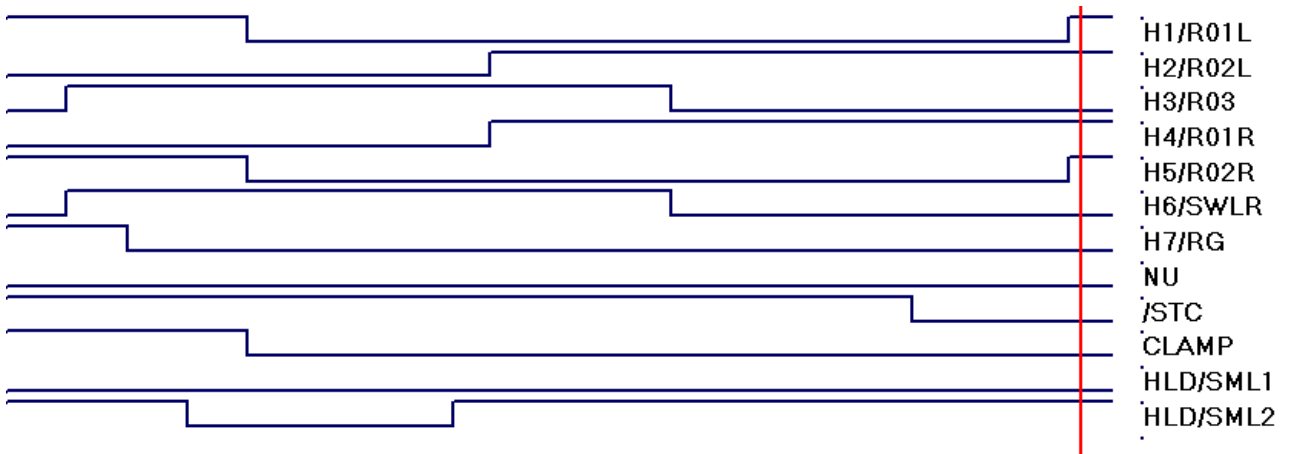 H1/R01L
H2/R02L
H3/R03
H4/R01R
H5/R02R
H6/SWLR
H7/RG
NU
/STC
CLAMP
HLD/SML1
HLD/SML2